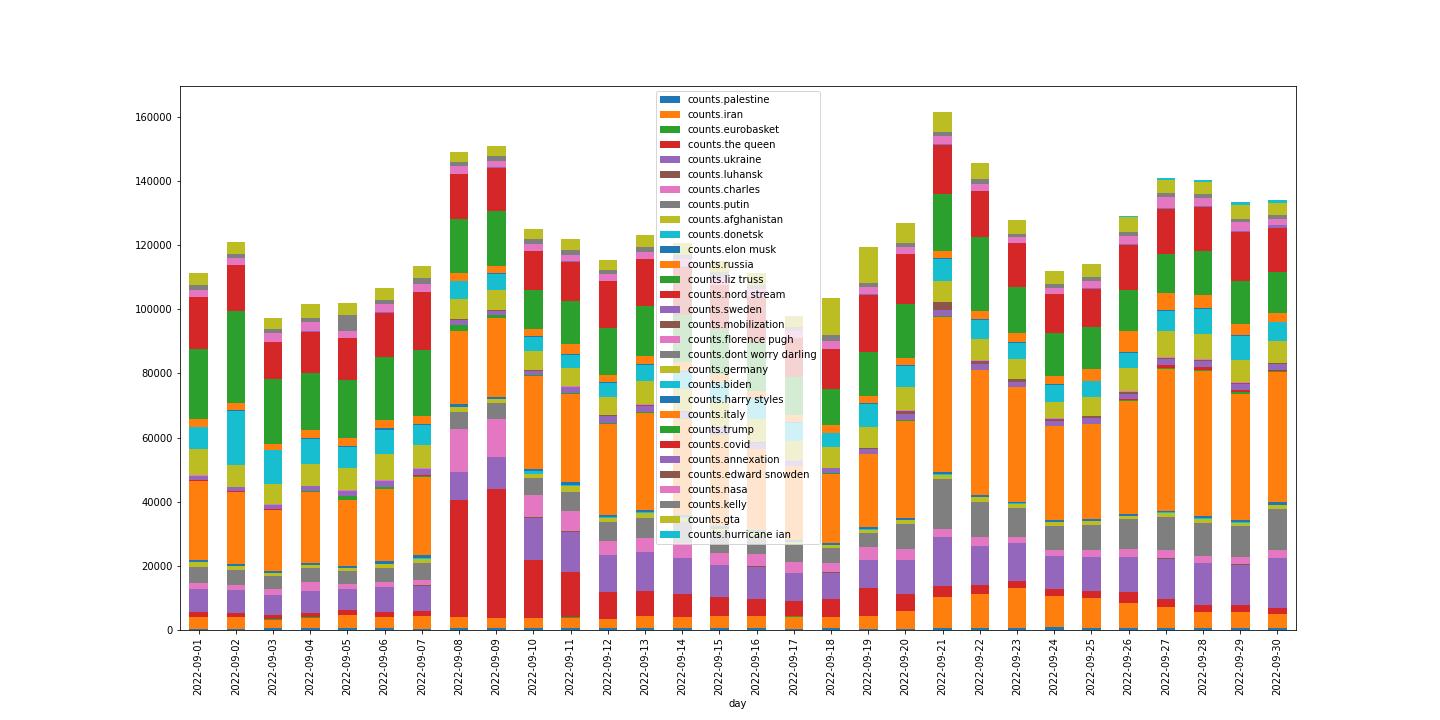 160000
140000
120000
100000
80000
60000
40000
20000
0
counts.palestine
counts.iran
counts.eurobasket
counts.the queen
counts.ukraine
counts.luhansk
counts.charles
counts.putin
counts.afghanistan
counts.donetsk
counts.elon musk
counts.russia
counts.liz truss
counts.nord stream
counts.sweden
counts.mobilization
counts.florence pugh
counts.dont worry darling
counts.germany
counts.biden
counts.harry styles
counts.italy
counts.trump
counts.covid
counts.annexation
counts.edward snowden
counts.nasa
counts.kelly
counts.gta
counts.hurricane ian
2022-09-01
2022-09-02
2022-09-03
2022-09-04
2022-09-05
2022-09-06
2022-09-07
2022-09-08
2022-09-09
2022-09-10
2022-09-11
2022-09-12
2022-09-13
2022-09-14
2022-09-15
2022-09-16
2022-09-17
2022-09-18
2022-09-19
2022-09-20
2022-09-21
2022-09-22
2022-09-23
2022-09-24
2022-09-25
2022-09-26
2022-09-27
2022-09-28
2022-09-29
2022-09-30
day